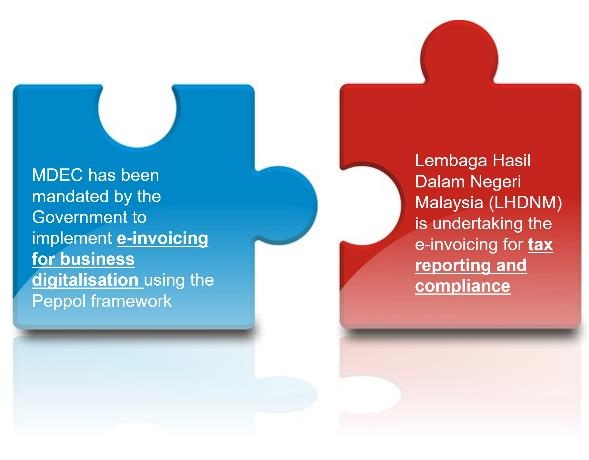 MDEC has been
mandated by the
Government to
implement e-invoicing
for business
digitalisation using the
Peppol framework
Lembaga Hasil
Dalam Negeri
Malaysia (LHDNM)
is undertaking the
e-invoicing for tax
reporting and
compliance